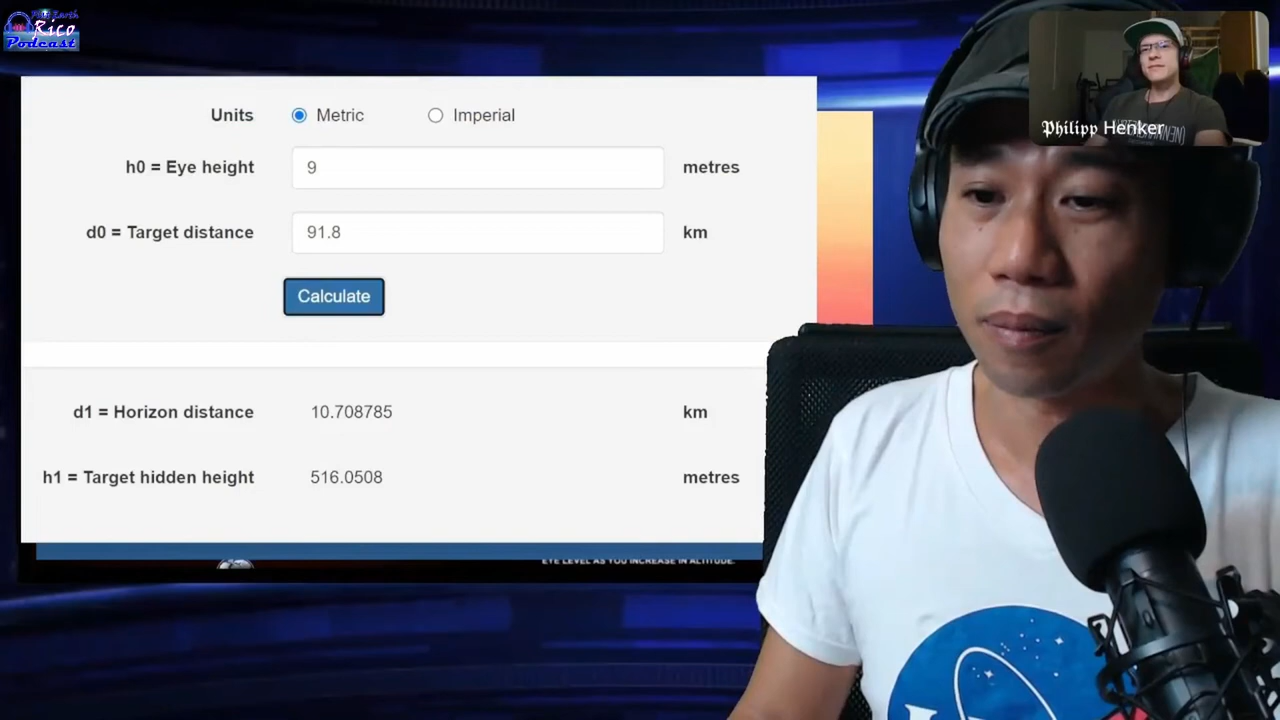 Flat Earth
Rico
Podcast
Units
Metric
Imperial
h0 = Eye height
9
metres
d0 = Target distance
91.8
km
Calculate
d1 = Horizon distance
10.708785
km
h1 = Target hidden height
516.0508
metres
EYE LEVEL AS YOU INCREASE IN ALTITUDE.
Philipp Henker